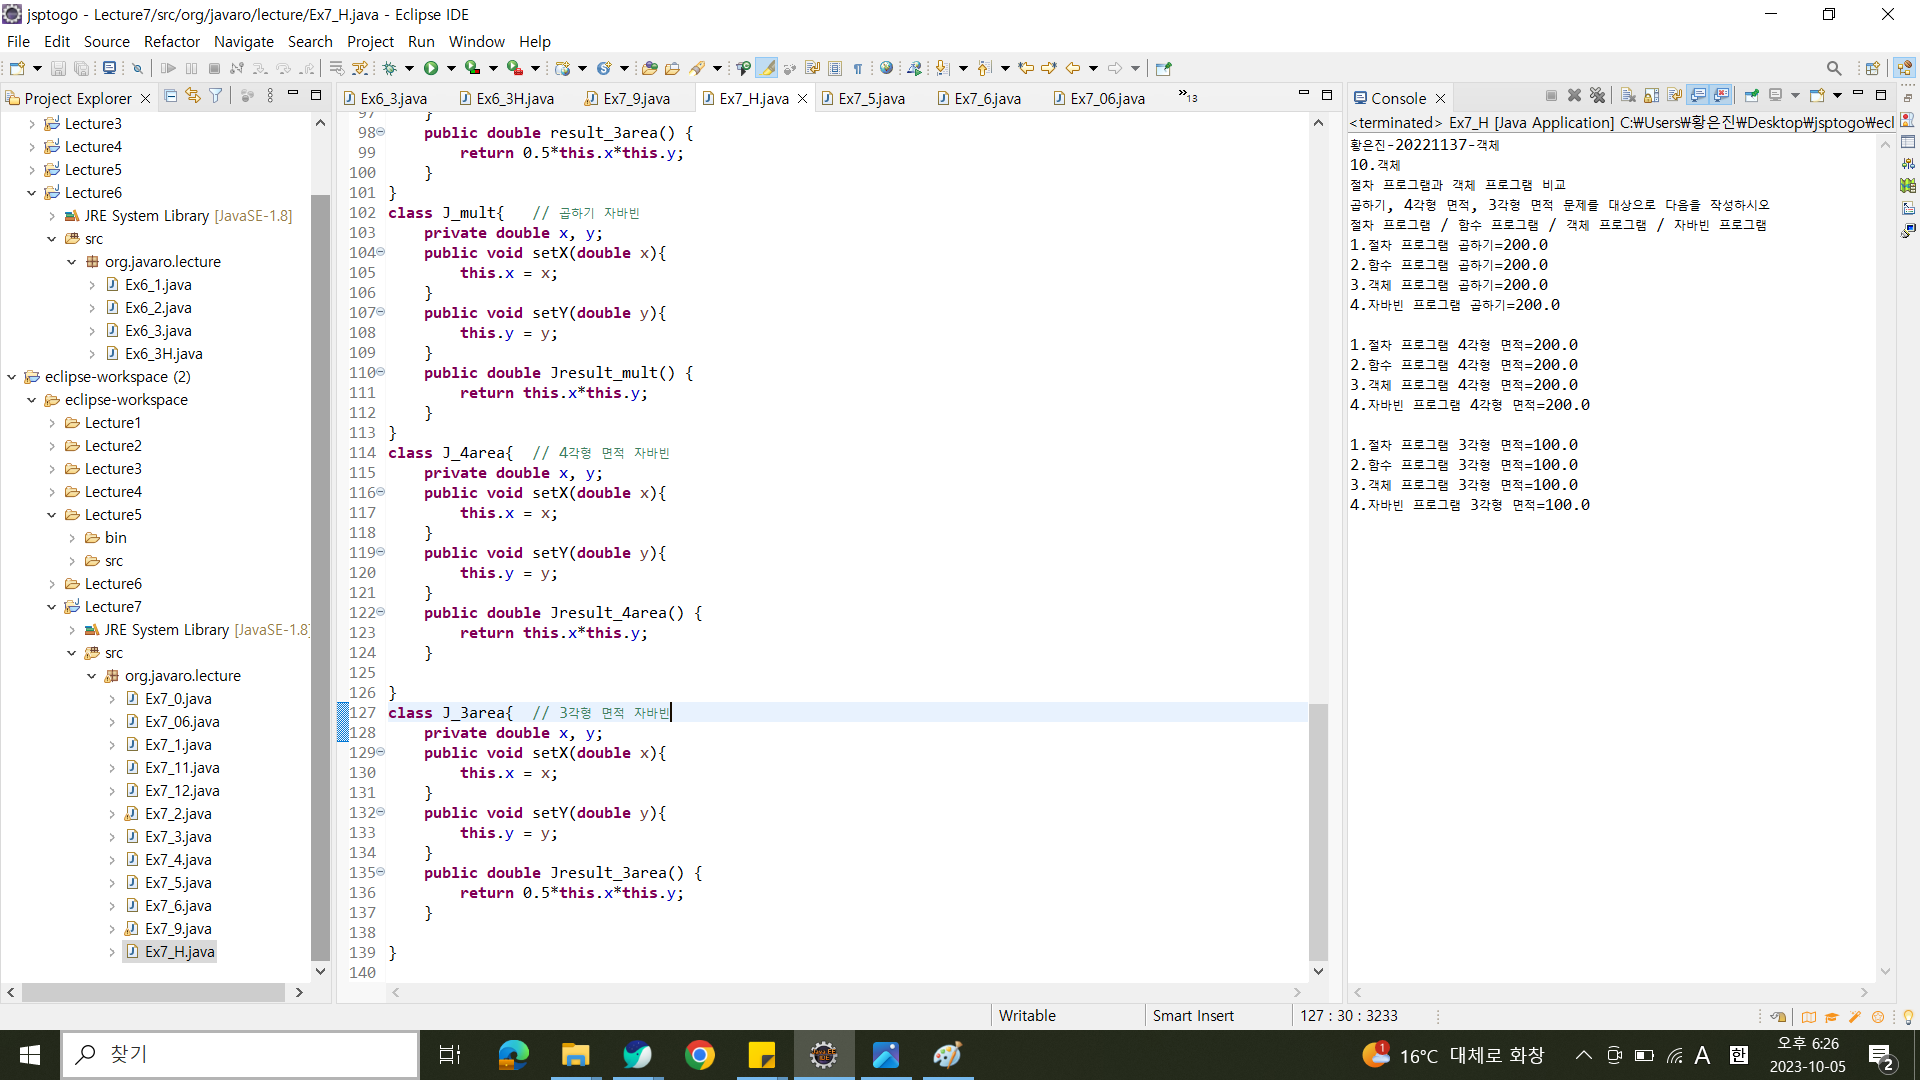 jsptogo - Lecture7/src/org/javaro/lecture/Ex7_H.java - Eclipse IDE
File Edit Source Refactor Navigate Search Project Run Window Help
Project Explorer
Lecture3
Lecture4
Lecture5
Lecture6
JRE System Library [JavaSE-1.8]
src
org.javaro.lecture
Ex6_1.java
Ex6_2.java
Ex6_3.java
Ex6_3H.java
eclipse-workspace (2)
eclipse-workspace
Lecture1
Lecture2
Lecture3
Lecture4
Lecture5
bin
src
Lecture6
Lecture7
JRE System Library [JavaSE-1.8]
src
org.javaro.lecture
Ex7_0.java
Ex7_06.java
Ex7_1.java
Ex7_11.java
Ex7_12.java
Ex7_2.java
Ex7_3.java
Ex7_4.java
Ex7_5.java
Ex7_6.java
Ex7_9.java
Ex7_H.java
Ex6_3.java Ex6_3H.java Ex7_9.java Ex7_H.java Ex7_5.java Ex7_6.java Ex7_06.java »13
97 }
98 public double result_3area() {
99 return 0.5*this.x*this.y;
100 }
101 }
102 class J_mult{ // 곱하기 자바빈
103 private double x, y;
104 public void setX(double x){
105 this.x = x;
106 }
107 public void setY(double y){
108 this.y = y;
109 }
110 public double Jresult_mult() {
111 return this.x*this.y;
112 }
113 }
114 class J_4area{ // 4각형 면적 자바빈
115 private double x, y;
116 public void setX(double x){
117 this.x = x;
118 }
119 public void setY(double y){
120 this.y = y;
121 }
122 public double Jresult_4area() {
123 return this.x*this.y;
124 }
125
126 }
127 class J_3area{ // 3각형 면적 자바빈
128 private double x, y;
129 public void setX(double x){
130 this.x = x;
131 }
132 public void setY(double y){
133 this.y = y;
134 }
135 public double Jresult_3area() {
136 return 0.5*this.x*this.y;
137 }
138
139 }
140
Console
<terminated> Ex7_H [Java Application] C:₩Users₩황은진₩Desktop₩jsptogo₩ecl
황은진-20221137-객체
10.객체
절차 프로그램과 객체 프로그램 비교
곱하기, 4각형 면적, 3각형 면적 문제를 대상으로 다음을 작성하시오
절차 프로그램 / 함수 프로그램 / 객체 프로그램 / 자바빈 프로그램
1.절차 프로그램 곱하기=200.0
2.함수 프로그램 곱하기=200.0
3.객체 프로그램 곱하기=200.0
4.자바빈 프로그램 곱하기=200.0
1.절차 프로그램 4각형 면적=200.0
2.함수 프로그램 4각형 면적=200.0
3.객체 프로그램 4각형 면적=200.0
4.자바빈 프로그램 4각형 면적=200.0
1.절차 프로그램 3각형 면적=100.0
2.함수 프로그램 3각형 면적=100.0
3.객체 프로그램 3각형 면적=100.0
4.자바빈 프로그램 3각형 면적=100.0
Writable Smart Insert 127 : 30 : 3233
찾기
1 16°C 대체로 화창 A 한 오후 6:26
2023-10-05
2